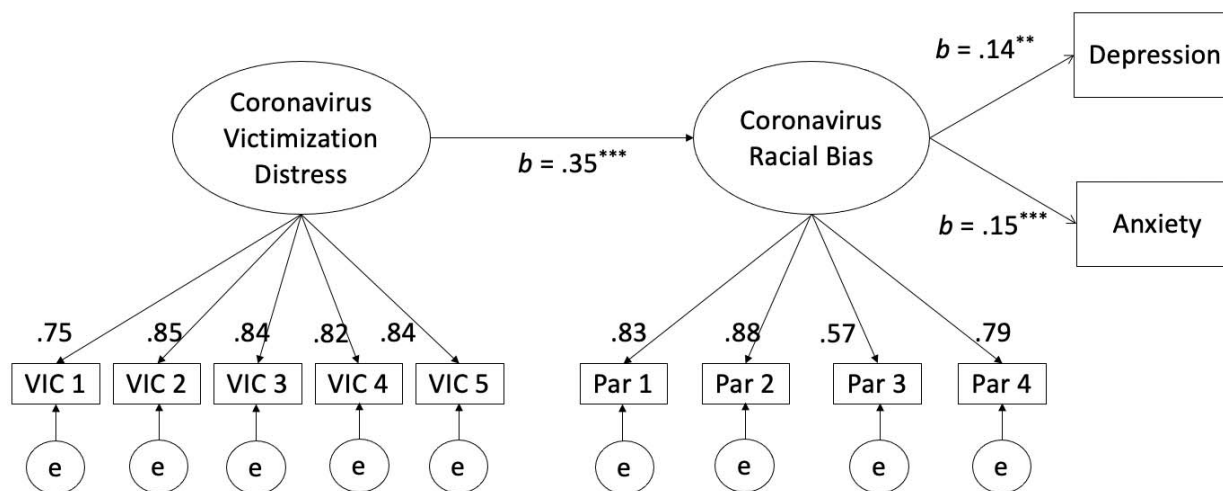 Coronavirus
Victimization
Distress
b = .35***
Coronavirus
Racial Bias
b = .14**
Depression
b = .15***
Anxiety
.75
.85
.84
.82
.84
.83
.88
.57
.79
VIC 1
VIC 2
VIC 3
VIC 4
VIC 5
Par 1
Par 2
Par 3
Par 4
e
e
e
e
e
e
e
e
e